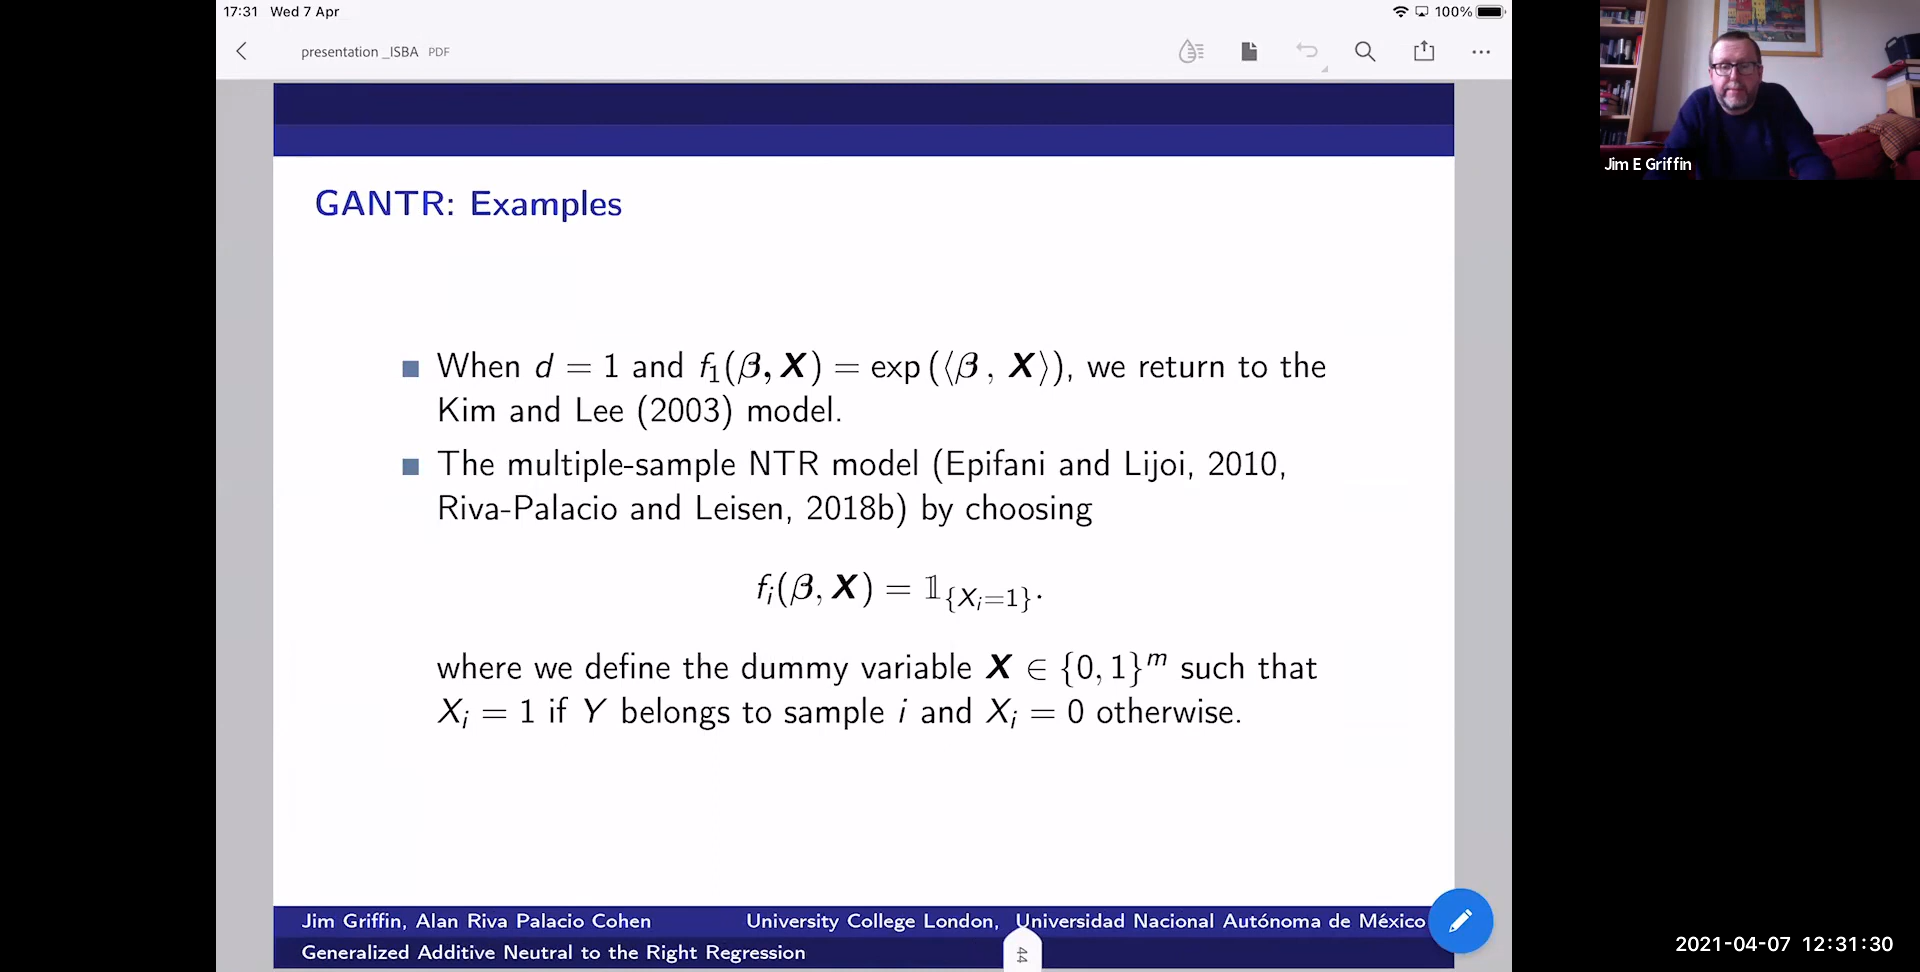 17:31 Wed 7 Apr
100%
presentation _ISBA PDF
GANTR: Examples
When d = 1 and f₁(β, X) = exp (⟨β , X⟩), we return to the
Kim and Lee (2003) model.
The multiple-sample NTR model (Epifani and Lijoi, 2010,
Riva-Palacio and Leisen, 2018b) by choosing
fᵢ(β, X) = 𝟙{Xᵢ=1}.
where we define the dummy variable X ∈ {0, 1}ᵐ such that
Xᵢ = 1 if Y belongs to sample i and Xᵢ = 0 otherwise.
Jim Griffin, Alan Riva Palacio Cohen University College London, Universidad Nacional Autónoma de México
Generalized Additive Neutral to the Right Regression
44
Jim E Griffin
2021-04-07 12:31:30